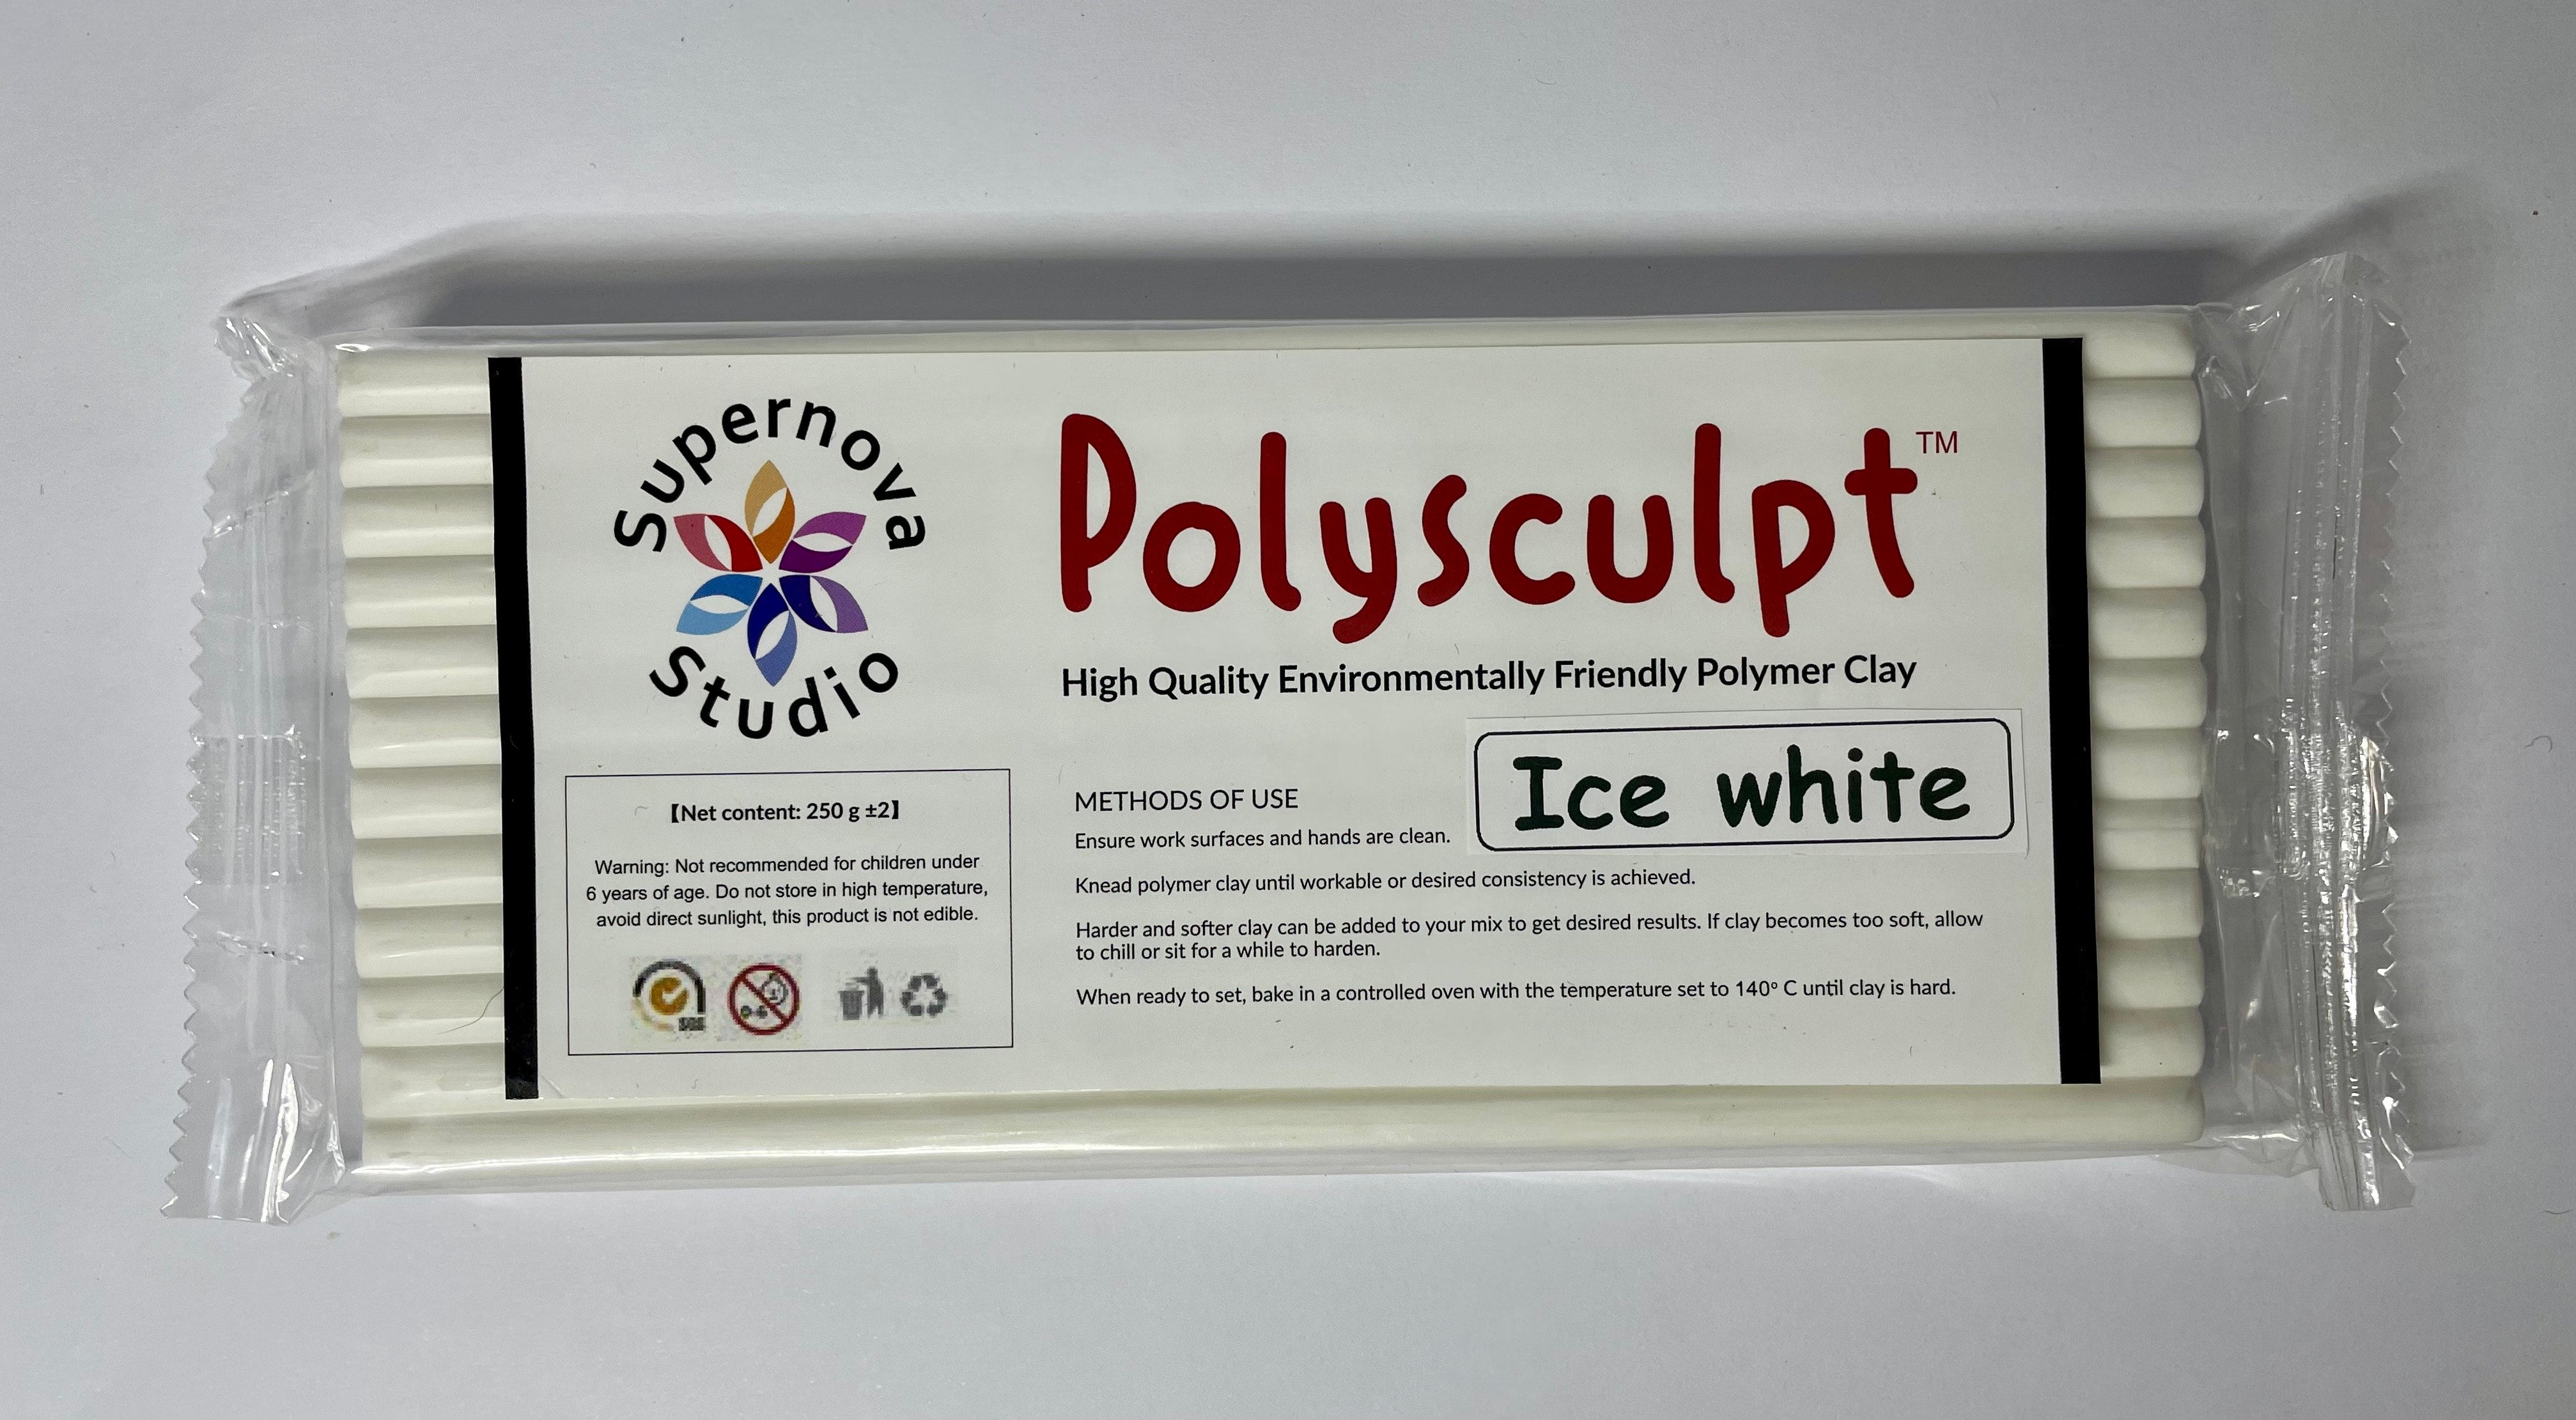 Supernova
Studio
Polysculpt™
High Quality Environmentally Friendly Polymer Clay
Ice white
【Net content: 250 g ±2】
Warning: Not recommended for children under
6 years of age. Do not store in high temperature,
avoid direct sunlight, this product is not edible.
SGS
0-6
METHODS OF USE
Ensure work surfaces and hands are clean.
Knead polymer clay until workable or desired consistency is achieved.
Harder and softer clay can be added to your mix to get desired results. If clay becomes too soft, allow
to chill or sit for a while to harden.
When ready to set, bake in a controlled oven with the temperature set to 140º C until clay is hard.